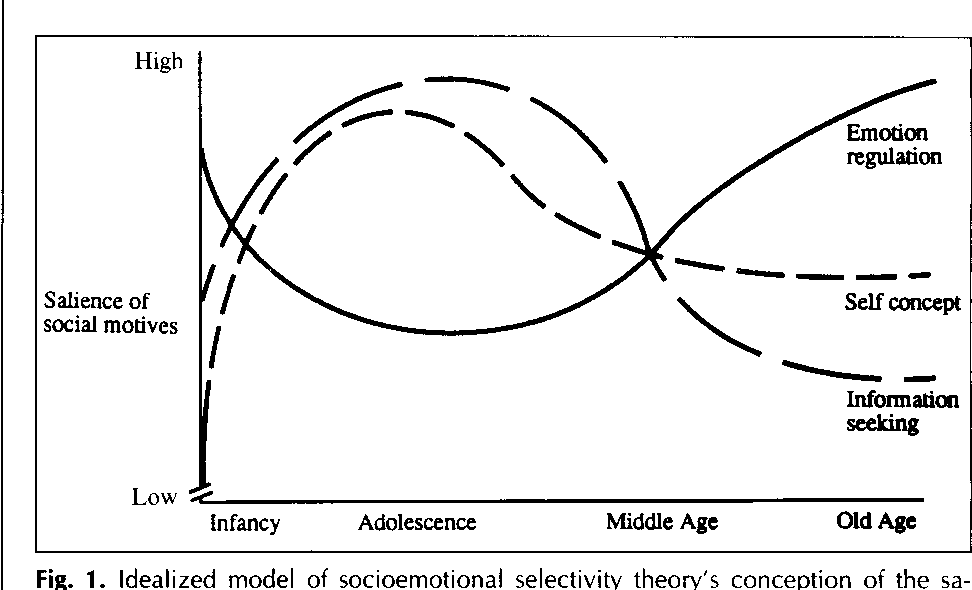 High
Emotion
regulation
Salience of
social motives
Self concept
Information
seeking
Low
Infancy Adolescence Middle Age Old Age
Fig. 1. Idealized model of socioemotional selectivity theory's conception of the sa-